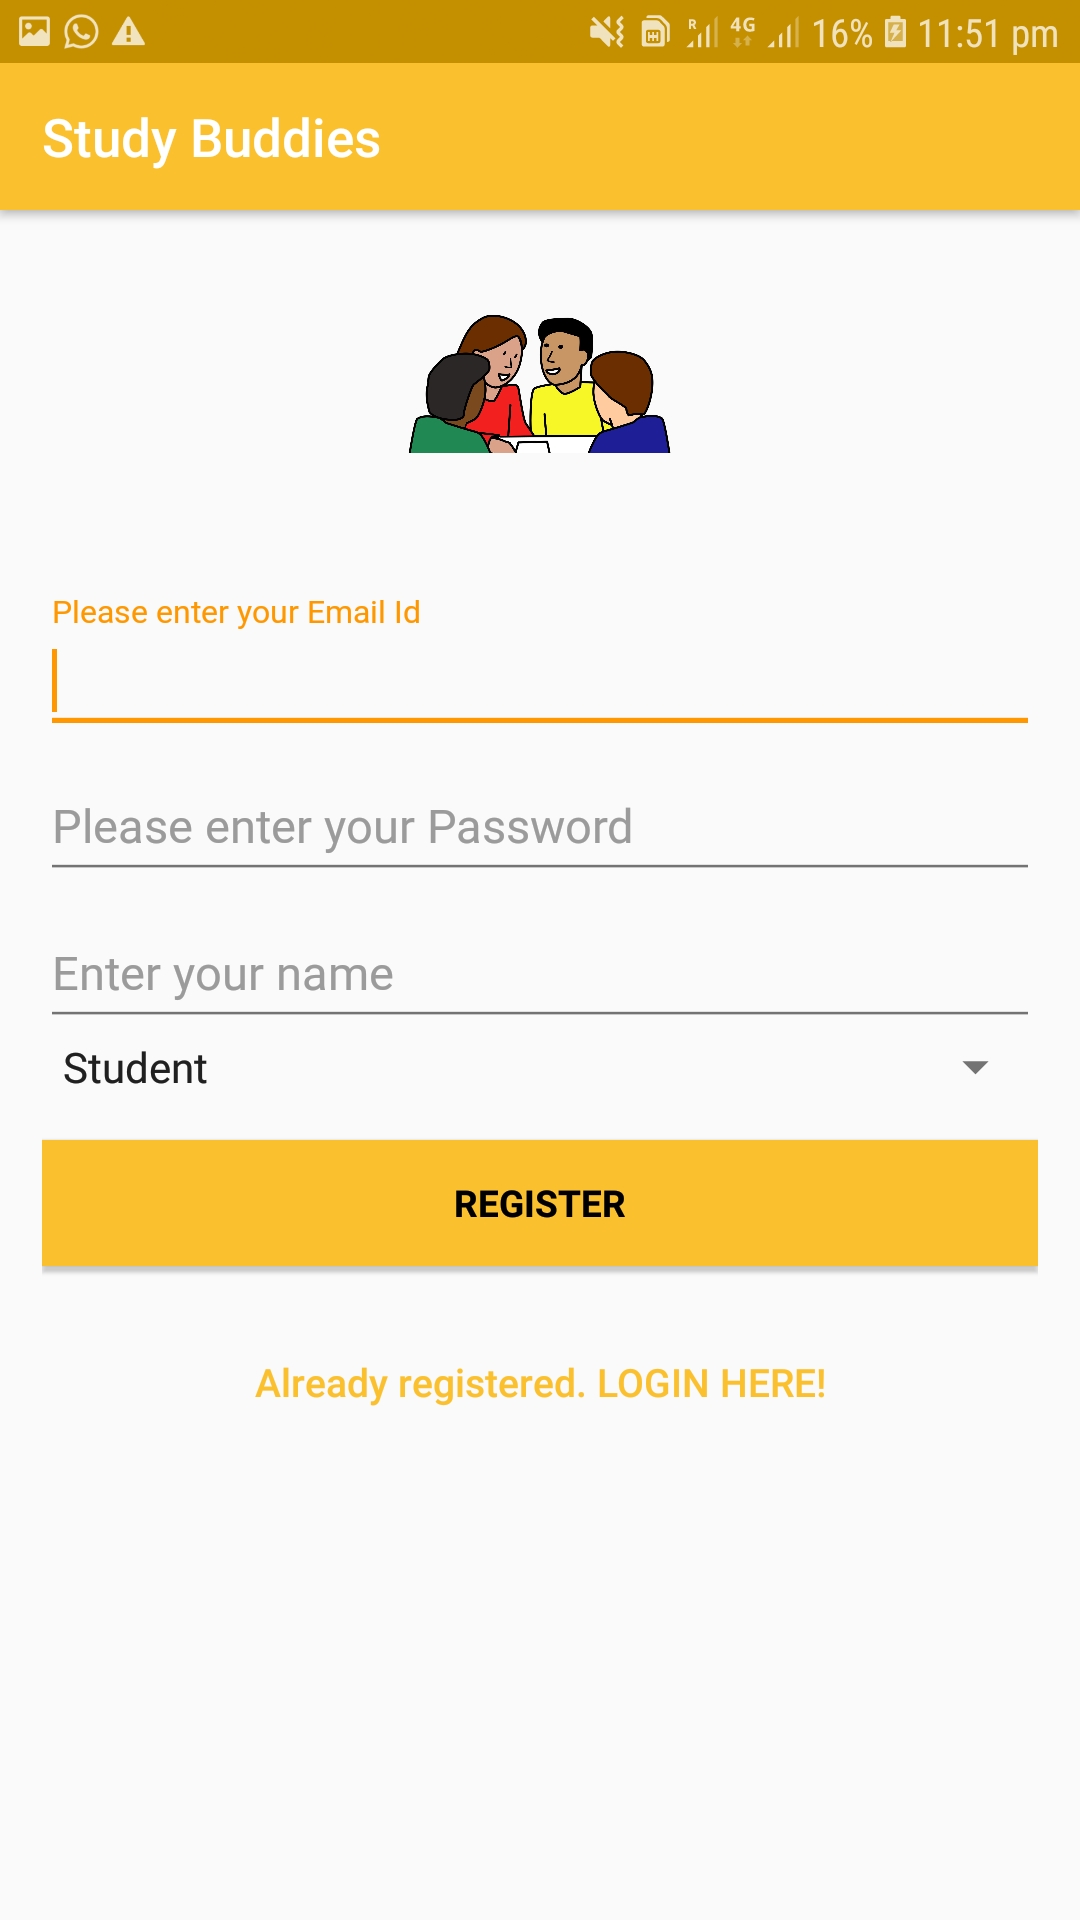 R 4G 16% 11:51 pm
Study Buddies
Please enter your Email Id
Please enter your Password
Enter your name
Student
REGISTER
Already registered. LOGIN HERE!